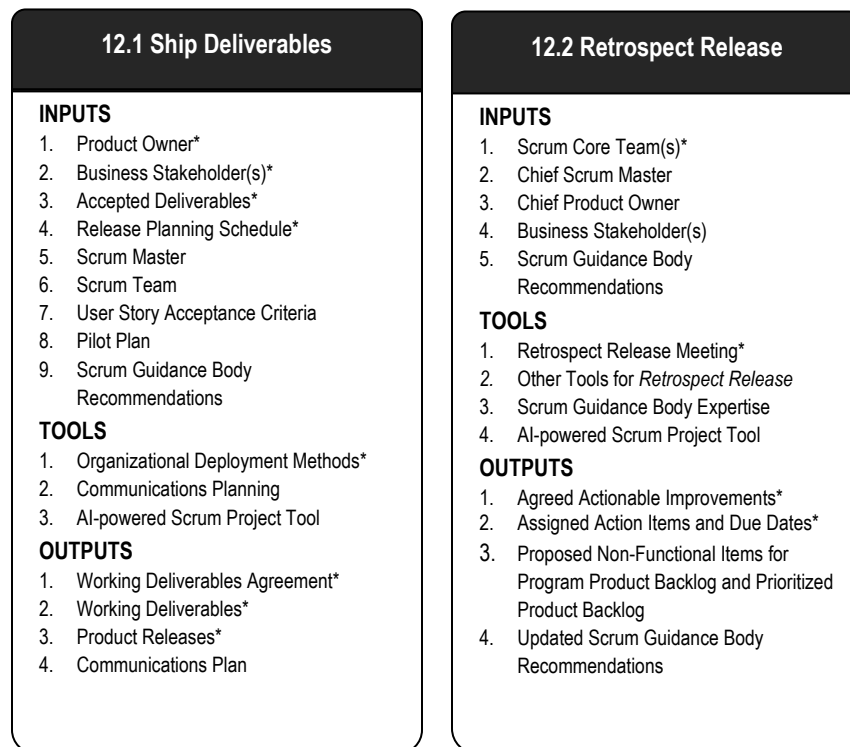 12.1 Ship Deliverables
INPUTS
1. Product Owner*
2. Business Stakeholder(s)*
3. Accepted Deliverables*
4. Release Planning Schedule*
5. Scrum Master
6. Scrum Team
7. User Story Acceptance Criteria
8. Pilot Plan
9. Scrum Guidance Body
Recommendations
TOOLS
1. Organizational Deployment Methods*
2. Communications Planning
3. AI-powered Scrum Project Tool
OUTPUTS
1. Working Deliverables Agreement*
2. Working Deliverables*
3. Product Releases*
4. Communications Plan
12.2 Retrospect Release
INPUTS
1. Scrum Core Team(s)*
2. Chief Scrum Master
3. Chief Product Owner
4. Business Stakeholder(s)
5. Scrum Guidance Body
Recommendations
TOOLS
1. Retrospect Release Meeting*
2. Other Tools for Retrospect Release
3. Scrum Guidance Body Expertise
4. AI-powered Scrum Project Tool
OUTPUTS
1. Agreed Actionable Improvements*
2. Assigned Action Items and Due Dates*
3. Proposed Non-Functional Items for
Program Product Backlog and Prioritized
Product Backlog
4. Updated Scrum Guidance Body
Recommendations